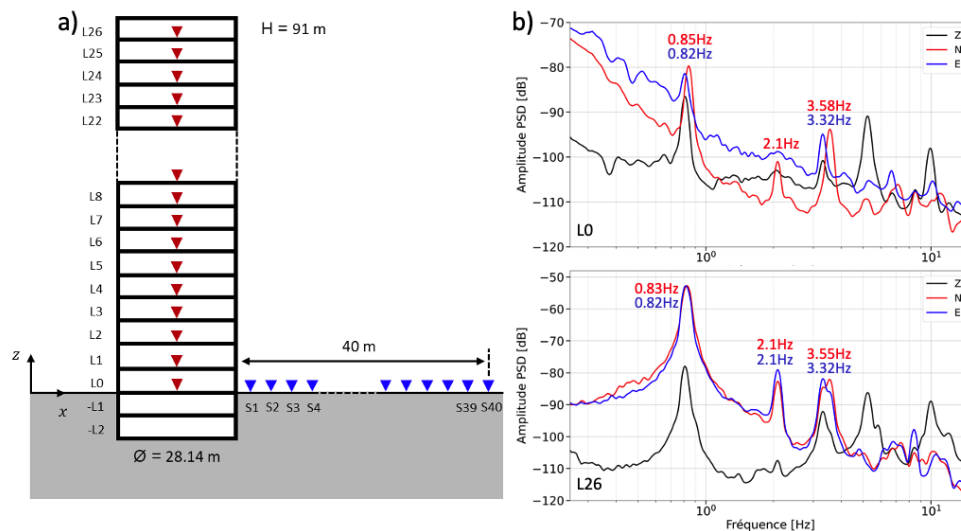 a)
H = 91 m
L26
L25
L24
L23
L22
L8
L7
L6
L5
L4
L3
L2
L1
L0
-L1
-L2
z
x
40 m
S1 S2 S3 S4 S39 S40
Ø = 28.14 m
b)
Amplitude PSD [dB]
−70
−80
−90
−100
−110
−120
0.85Hz
0.82Hz
2.1Hz
3.58Hz
3.32Hz
Z
N
E
L0
10⁰ 10¹
Fréquence [Hz]
Amplitude PSD [dB]
−50
−60
−70
−80
−90
−100
−110
−120
0.83Hz
0.82Hz
2.1Hz
2.1Hz
3.55Hz
3.32Hz
Z
N
E
L26
10⁰ 10¹
Fréquence [Hz]